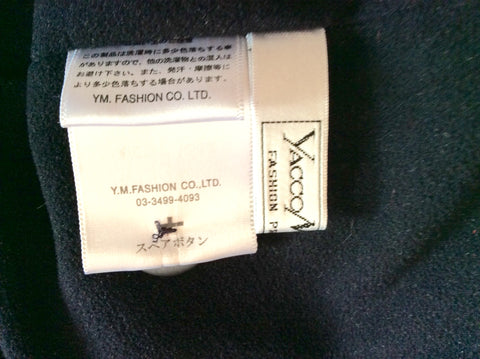 この製品は洗濯時に多少色落ちする事
がありますので、他の洗濯物との混入は
お避け下さい。また、発汗・摩擦等に
より多少色落ちする場合があります。
YM. FASHION CO. LTD.
Y.M.FASHION CO.,LTD.
03-3499-4093
スペアボタン
YACCO
FASHION